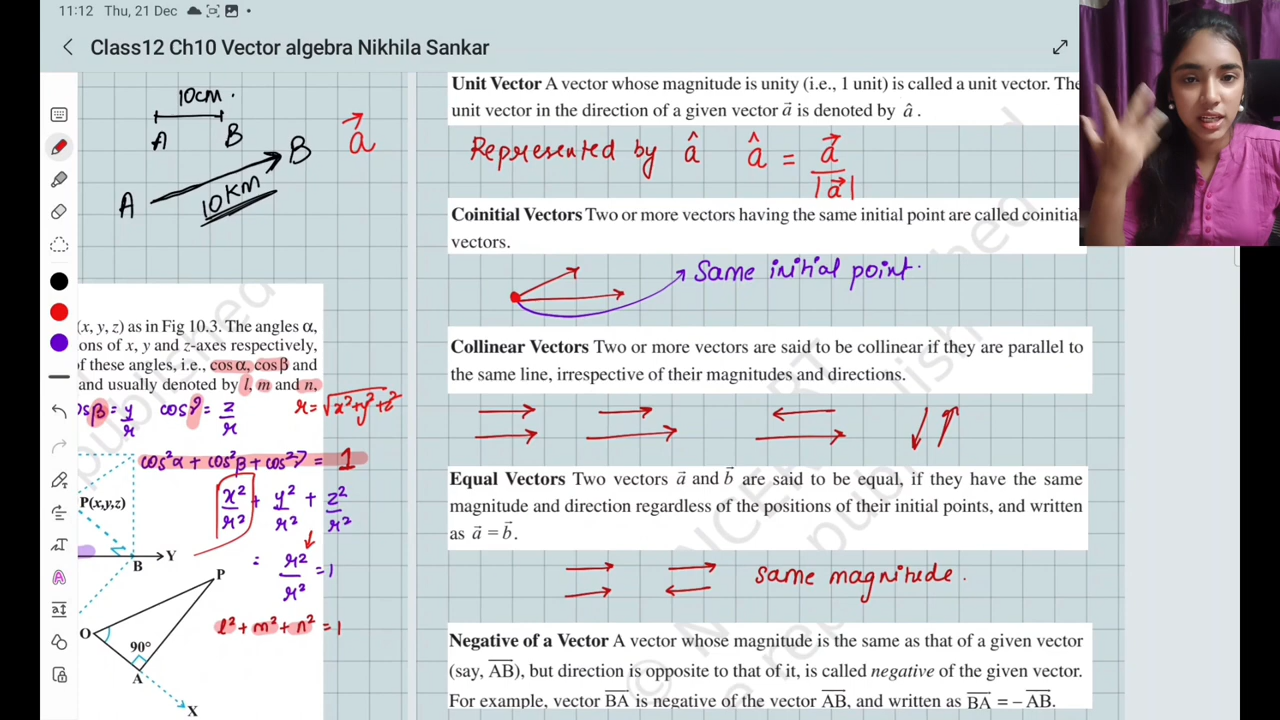 11:12 Thu, 21 Dec
Class12 Ch10 Vector algebra Nikhila Sankar
10cm.
A B
A 10 KM B
a⃗
(x, y, z) as in Fig 10.3. The angles α,
ons of x, y and z-axes respectively,
of these angles, i.e., cos α, cos β and
and usually denoted by l, m and n,
osβ = y/r cosγ = z/r r = √x²+y²+z²
cos²α + cos²β + cos²γ = 1
x²/r² + y²/r² + z²/r²
= r²/r² = 1
l² + m² + n² = 1
P(x,y,z)
B Y
P
O
90°
A
X
Unit Vector A vector whose magnitude is unity (i.e., 1 unit) is called a unit vector. The
unit vector in the direction of a given vector a⃗ is denoted by â .
Represented by â â = a⃗/|a⃗|
Coinitial Vectors Two or more vectors having the same initial point are called coinitia
vectors.
Same initial point.
Collinear Vectors Two or more vectors are said to be collinear if they are parallel to
the same line, irrespective of their magnitudes and directions.
Equal Vectors Two vectors a⃗ and b⃗ are said to be equal, if they have the same
magnitude and direction regardless of the positions of their initial points, and written
as a⃗ = b⃗.
same magnitude.
Negative of a Vector A vector whose magnitude is the same as that of a given vector
(say, AB), but direction is opposite to that of it, is called negative of the given vector.
For example, vector BA is negative of the vector AB, and written as BA = – AB.
© NCERT